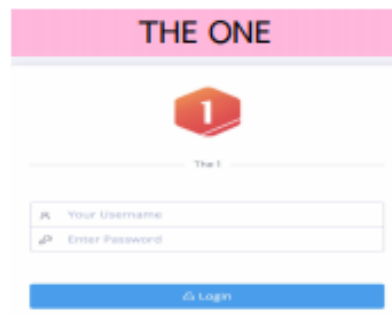 THE ONE
1
The 1
Your Username
Enter Password
Login